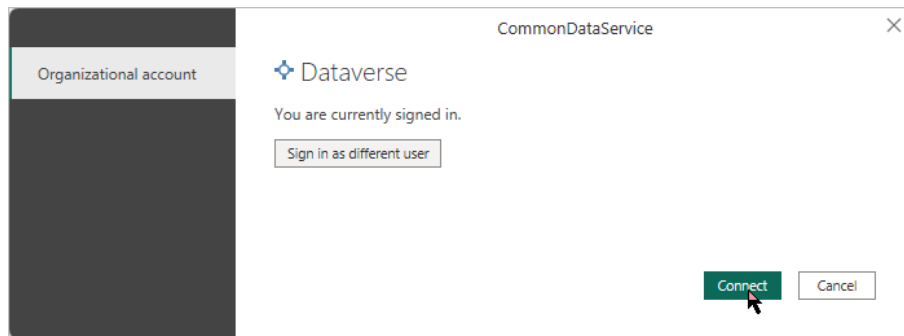 CommonDataService
Organizational account
Dataverse
You are currently signed in.
Sign in as different user
Connect
Cancel